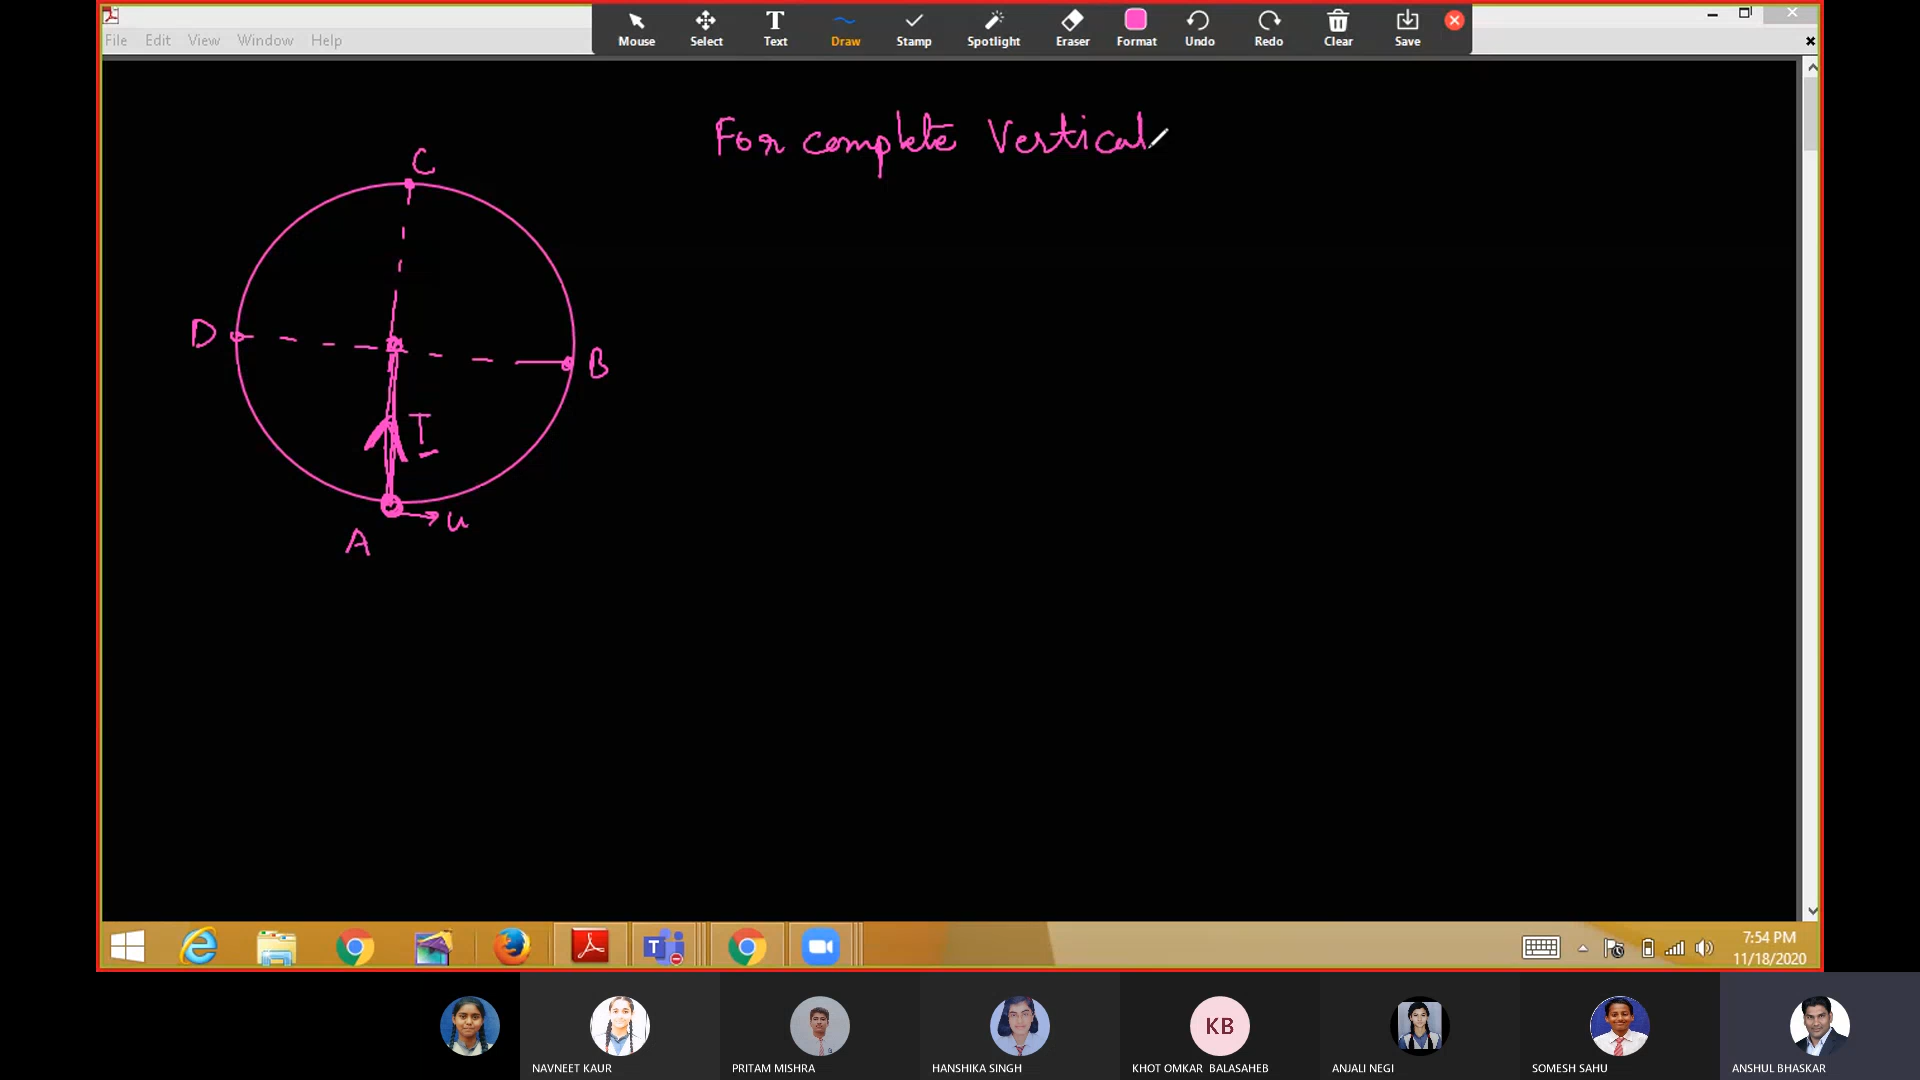 Mouse Select Text Draw Stamp Spotlight Eraser Format Undo Redo Clear Save
File Edit View Window Help
For complete Vertical
C
D
B
T
u
A
7:54 PM
11/18/2020
KB
NAVNEET KAUR
PRITAM MISHRA
HANSHIKA SINGH
KHOT OMKAR BALASAHEB
ANJALI NEGI
SOMESH SAHU
ANSHUL BHASKAR